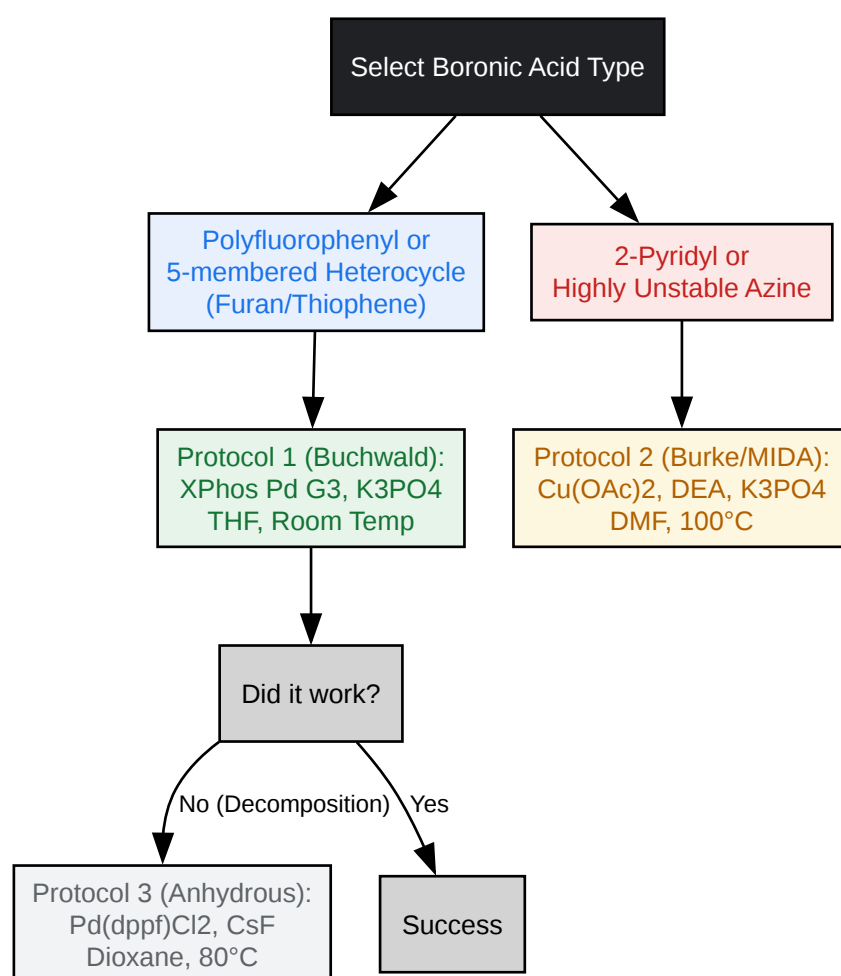 Select Boronic Acid Type
Polyfluorophenyl or
5-membered Heterocycle
(Furan/Thiophene)
2-Pyridyl or
Highly Unstable Azine
Protocol 1 (Buchwald):
XPhos Pd G3, K3PO4
THF, Room Temp
Protocol 2 (Burke/MIDA):
Cu(OAc)2, DEA, K3PO4
DMF, 100°C
Did it work?
No (Decomposition)
Yes
Protocol 3 (Anhydrous):
Pd(dppf)Cl2, CsF
Dioxane, 80°C
Success